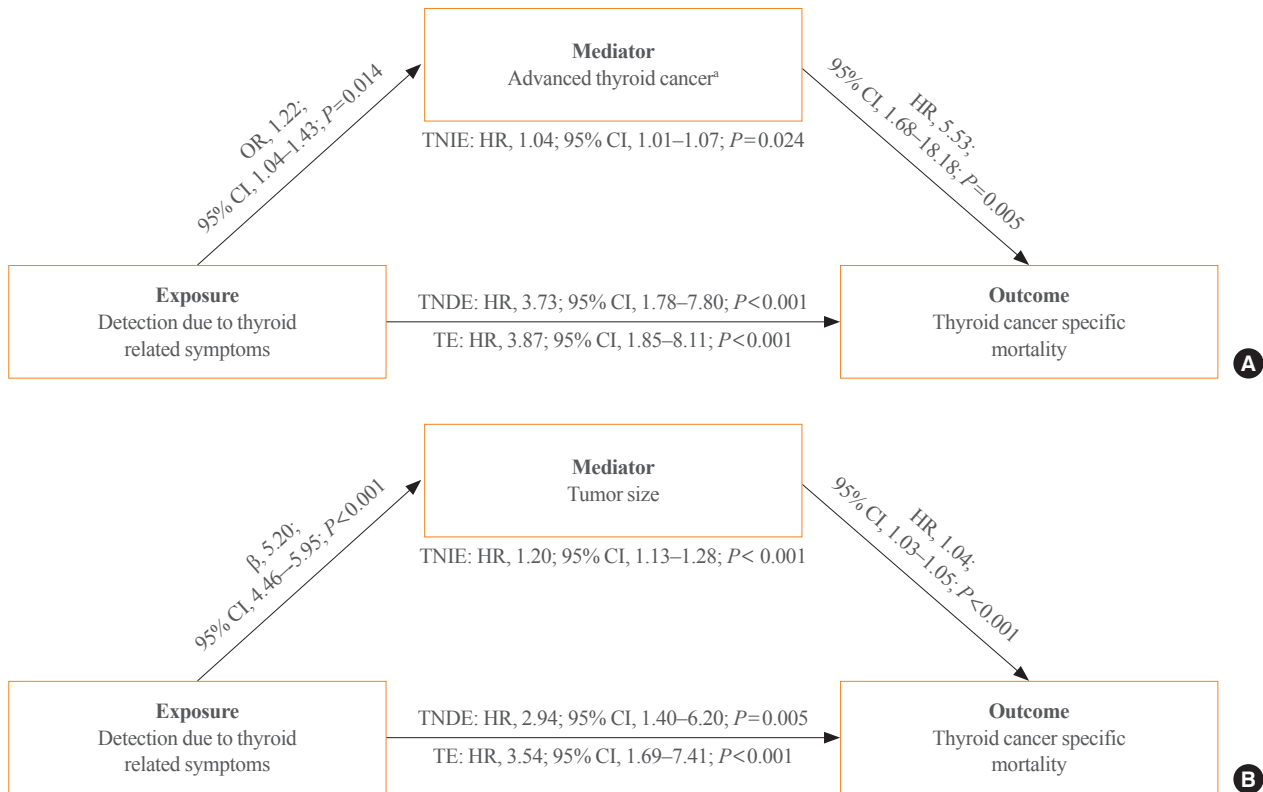 Mediator
Advanced thyroid cancerᵃ
OR, 1.22;
95% CI, 1.04–1.43; P=0.014
HR, 5.53;
95% CI, 1.68–18.18; P=0.005
TNIE: HR, 1.04; 95% CI, 1.01–1.07; P=0.024
Exposure
Detection due to thyroid
related symptoms
TNDE: HR, 3.73; 95% CI, 1.78–7.80; P<0.001
TE: HR, 3.87; 95% CI, 1.85–8.11; P<0.001
Outcome
Thyroid cancer specific
mortality
A
Mediator
Tumor size
β, 5.20;
95% CI, 4.46–-5.95; P<0.001
HR, 1.04;
95% CI, 1.03–1.05; P<0.001
TNIE: HR, 1.20; 95% CI, 1.13–1.28; P< 0.001
Exposure
Detection due to thyroid
related symptoms
TNDE: HR, 2.94; 95% CI, 1.40–6.20; P=0.005
TE: HR, 3.54; 95% CI, 1.69–7.41; P<0.001
Outcome
Thyroid cancer specific
mortality
B